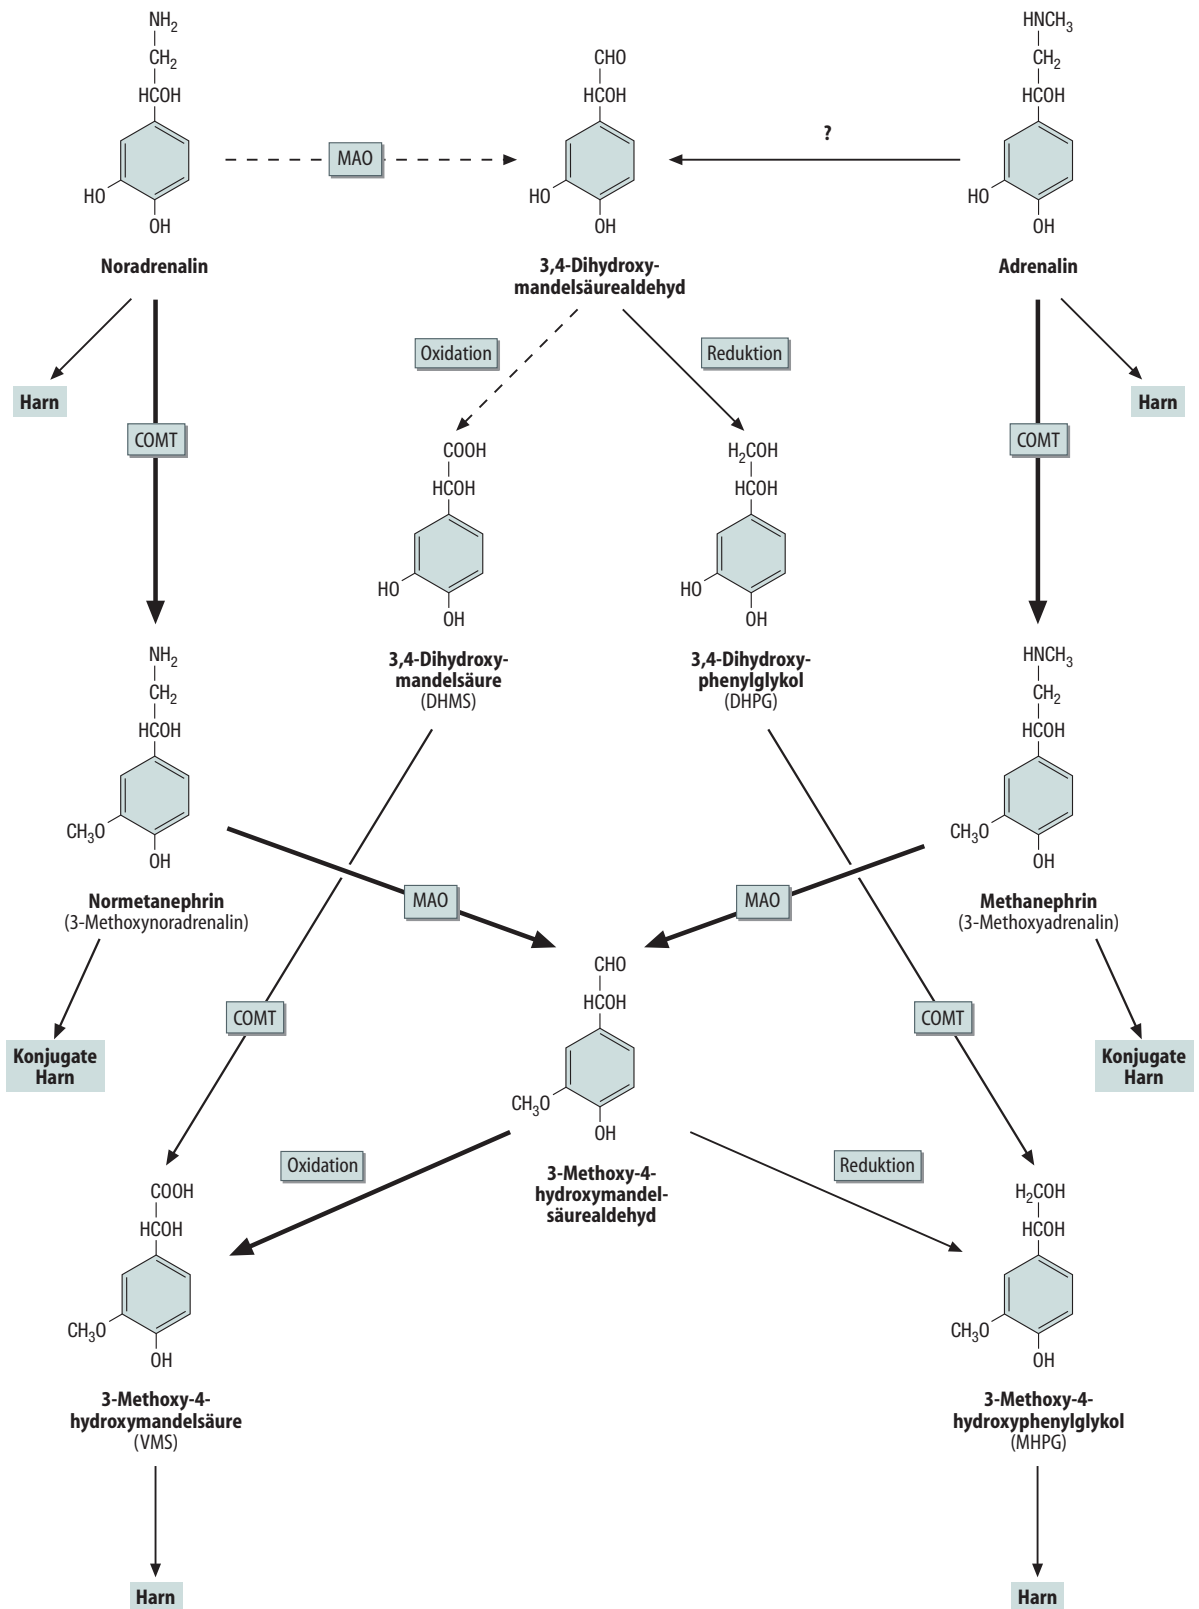 NH2
CH2
HCOH
HO
OH
Noradrenalin
MAO
CHO
HCOH
HO
OH
3,4-Dihydroxy-
mandelsäurealdehyd
?
HNCH3
CH2
HCOH
HO
OH
Adrenalin
Harn
COMT
Oxidation
Reduktion
COMT
Harn
COOH
HCOH
HO
OH
3,4-Dihydroxy-
mandelsäure
(DHMS)
H2COH
HCOH
HO
OH
3,4-Dihydroxy-
phenylglykol
(DHPG)
NH2
CH2
HCOH
CH3O
OH
Normetanephrin
(3-Methoxynoradrenalin)
HNCH3
CH2
HCOH
CH3O
OH
Methanephrin
(3-Methoxyadrenalin)
MAO
MAO
Konjugate
Harn
COMT
CHO
HCOH
CH3O
OH
3-Methoxy-4-
hydroxymandel-
säurealdehyd
COMT
Konjugate
Harn
Oxidation
Reduktion
COOH
HCOH
CH3O
OH
3-Methoxy-4-
hydroxymandelsäure
(VMS)
Harn
H2COH
HCOH
CH3O
OH
3-Methoxy-4-
hydroxyphenylglykol
(MHPG)
Harn